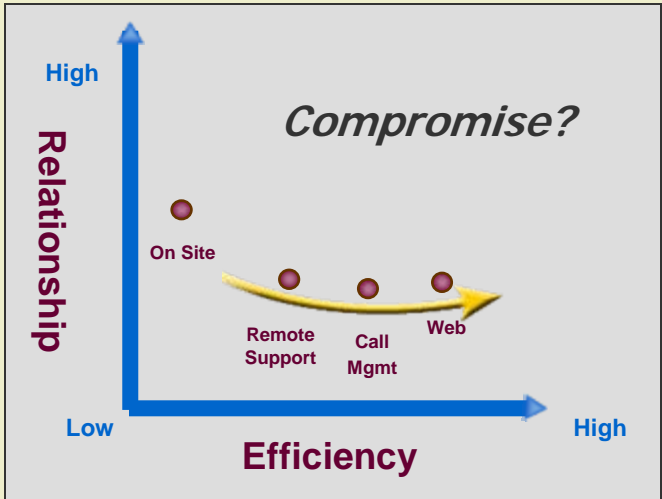 High
Compromise?
Relationship
On Site
Remote
Support
Call
Mgmt
Web
Low
High
Efficiency